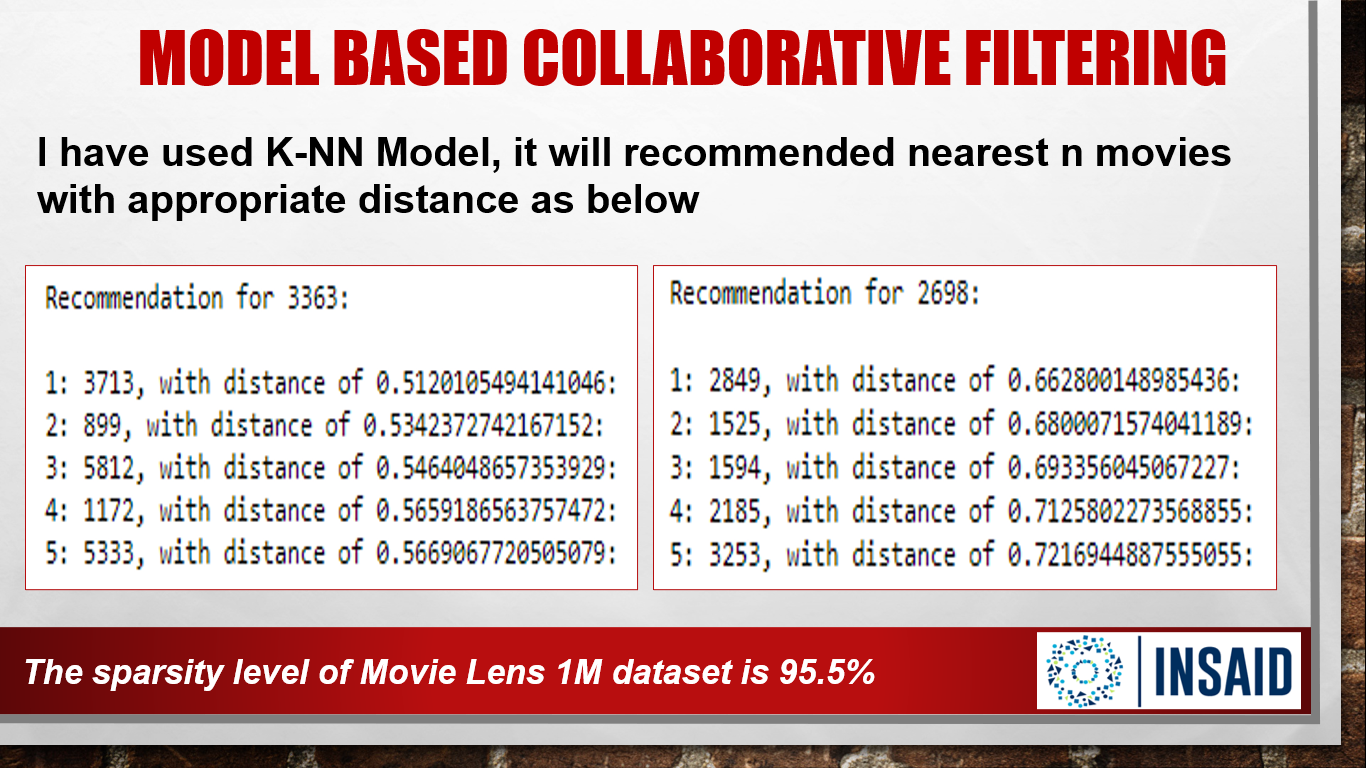 MODEL BASED COLLABORATIVE FILTERING
I have used K-NN Model, it will recommended nearest n movies
with appropriate distance as below
Recommendation for 3363:
1: 3713, with distance of 0.5120105494141046:
2: 899, with distance of 0.5342372742167152:
3: 5812, with distance of 0.5464048657353929:
4: 1172, with distance of 0.5659186563757472:
5: 5333, with distance of 0.5669067720505079:
Recommendation for 2698:
1: 2849, with distance of 0.662800148985436:
2: 1525, with distance of 0.6800071574041189:
3: 1594, with distance of 0.693356045067227:
4: 2185, with distance of 0.7125802273568855:
5: 3253, with distance of 0.7216944887555055:
The sparsity level of Movie Lens 1M dataset is 95.5%
INSAID